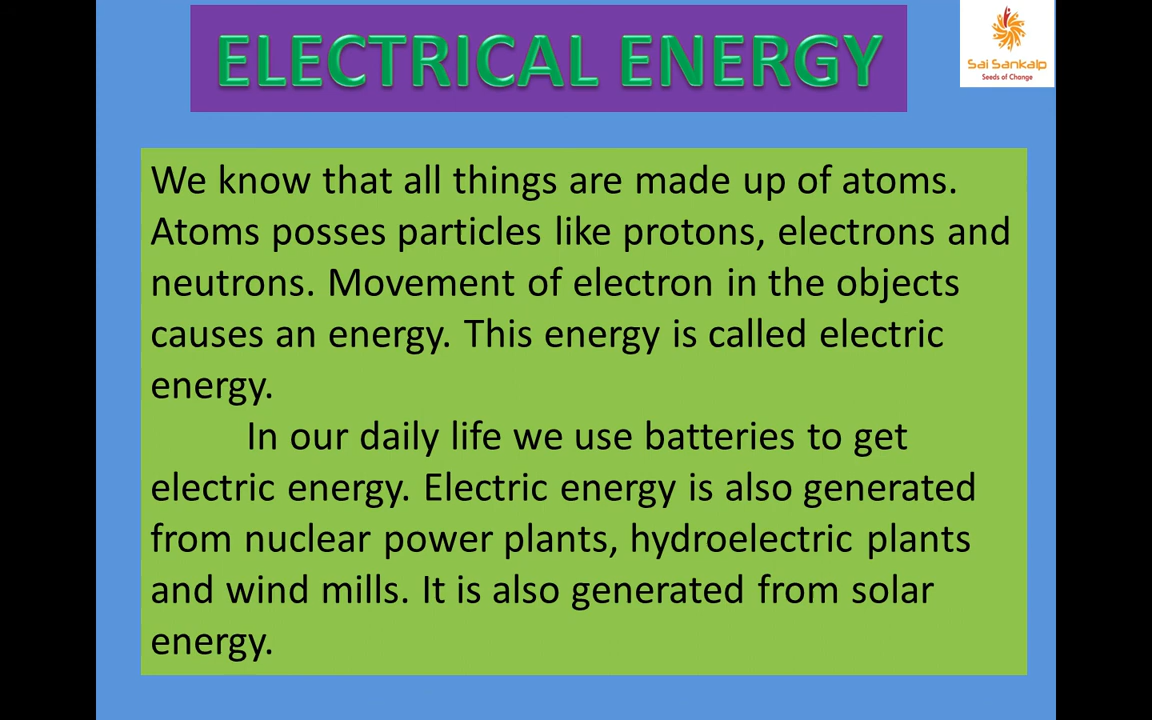 ELECTRICAL ENERGY
Sai Sankalp
Seeds of Change
We know that all things are made up of atoms.
Atoms posses particles like protons, electrons and
neutrons. Movement of electron in the objects
causes an energy. This energy is called electric
energy.
In our daily life we use batteries to get
electric energy. Electric energy is also generated
from nuclear power plants, hydroelectric plants
and wind mills. It is also generated from solar
energy.